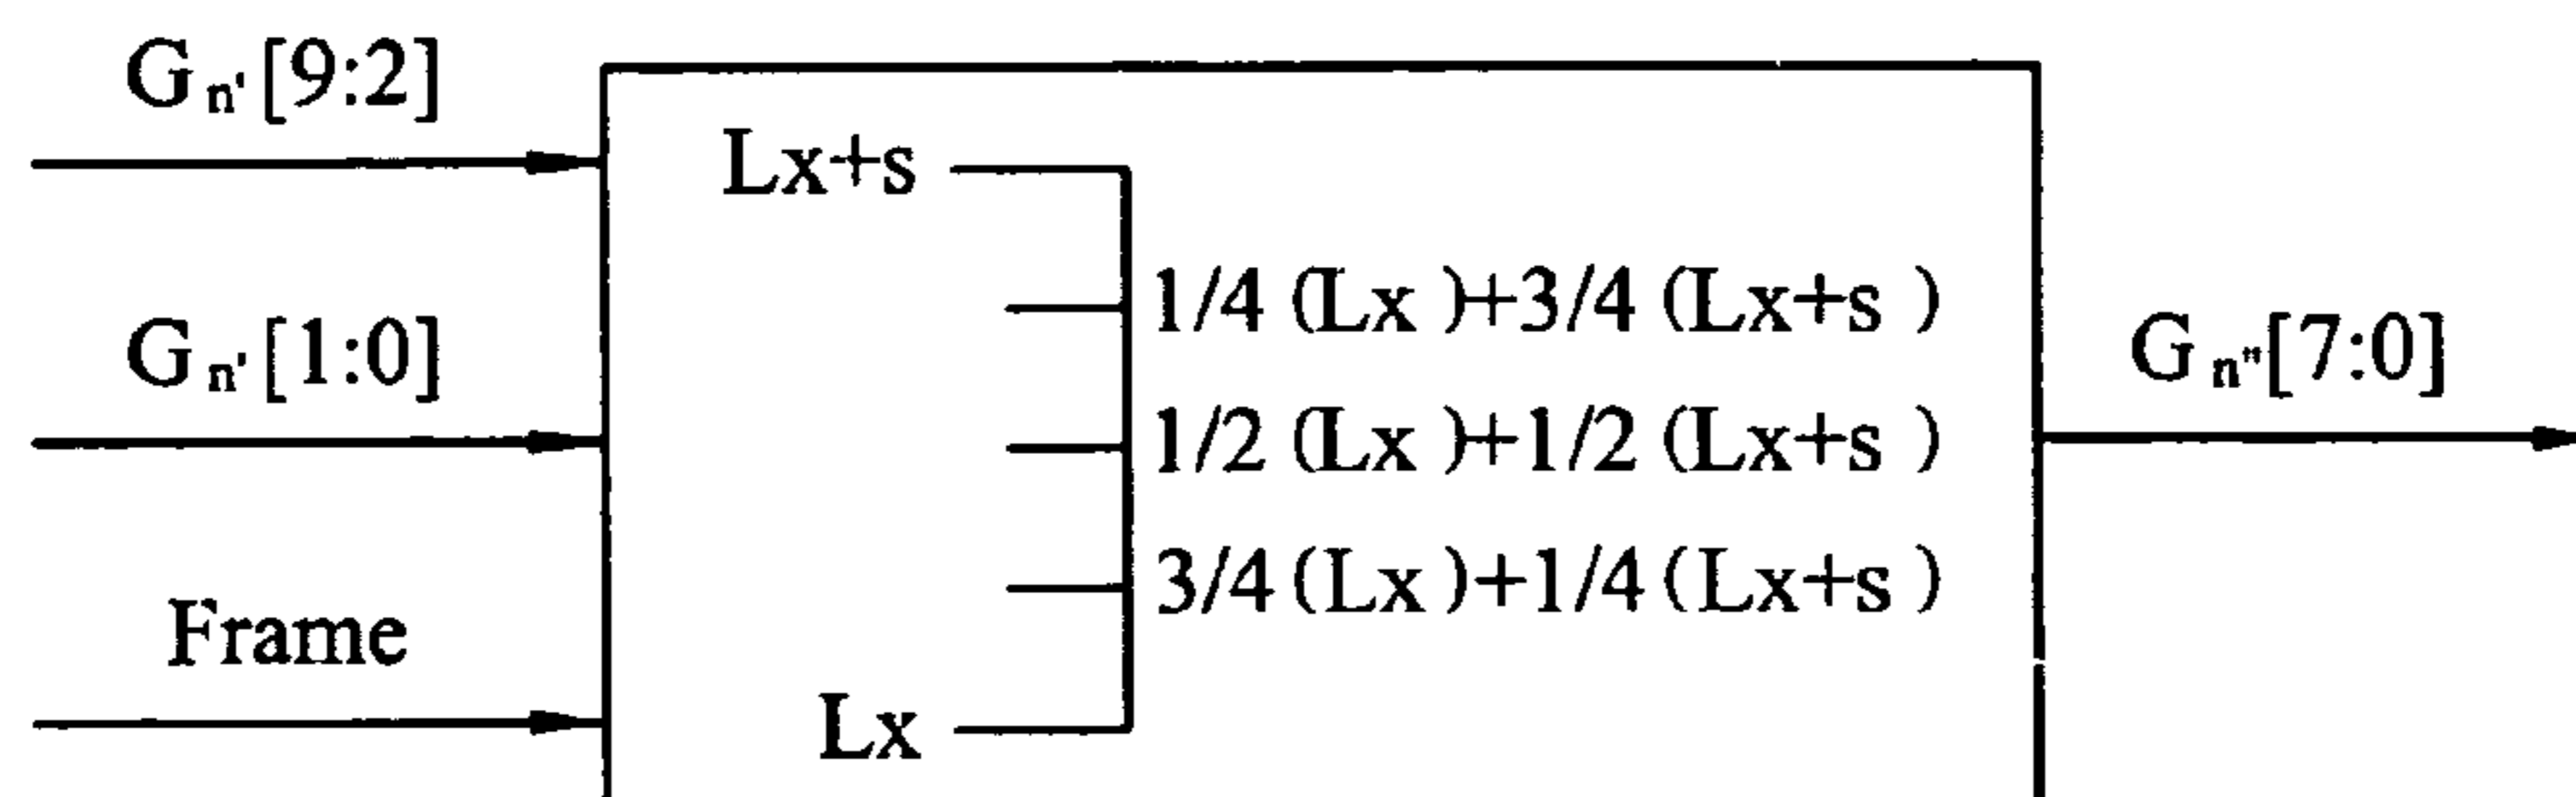 Gn'[9:2]
Lx+s
1/4 (Lx )+3/4 (Lx+s )
Gn'[1:0]
Gn"[7:0]
1/2 (Lx )+1/2 (Lx+s )
3/4 (Lx )+1/4 (Lx+s )
Frame
Lx